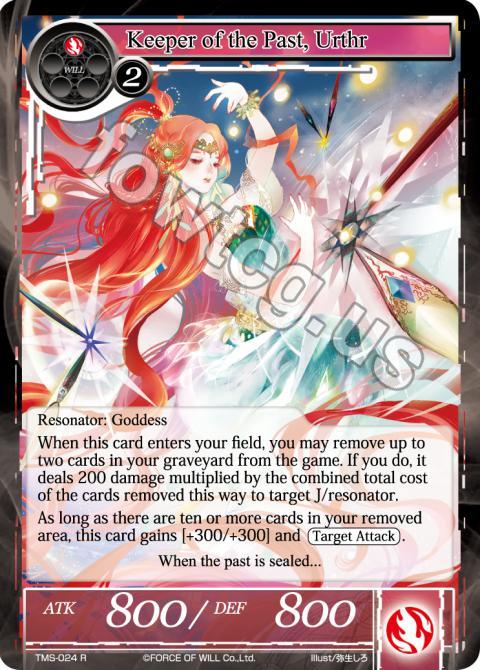 Keeper of the Past, Urthr
WILL
2
fowtcg.us
Resonator: Goddess
When this card enters your field, you may remove up to
two cards in your graveyard from the game. If you do, it
deals 200 damage multiplied by the combined total cost
of the cards removed this way to target J/resonator.
As long as there are ten or more cards in your removed
area, this card gains [+300/+300] and (Target Attack).
When the past is sealed...
ATK 800 / DEF 800
TMS-024 R ©FORCE OF WILL Co.,Ltd. Illust/弥生しろ